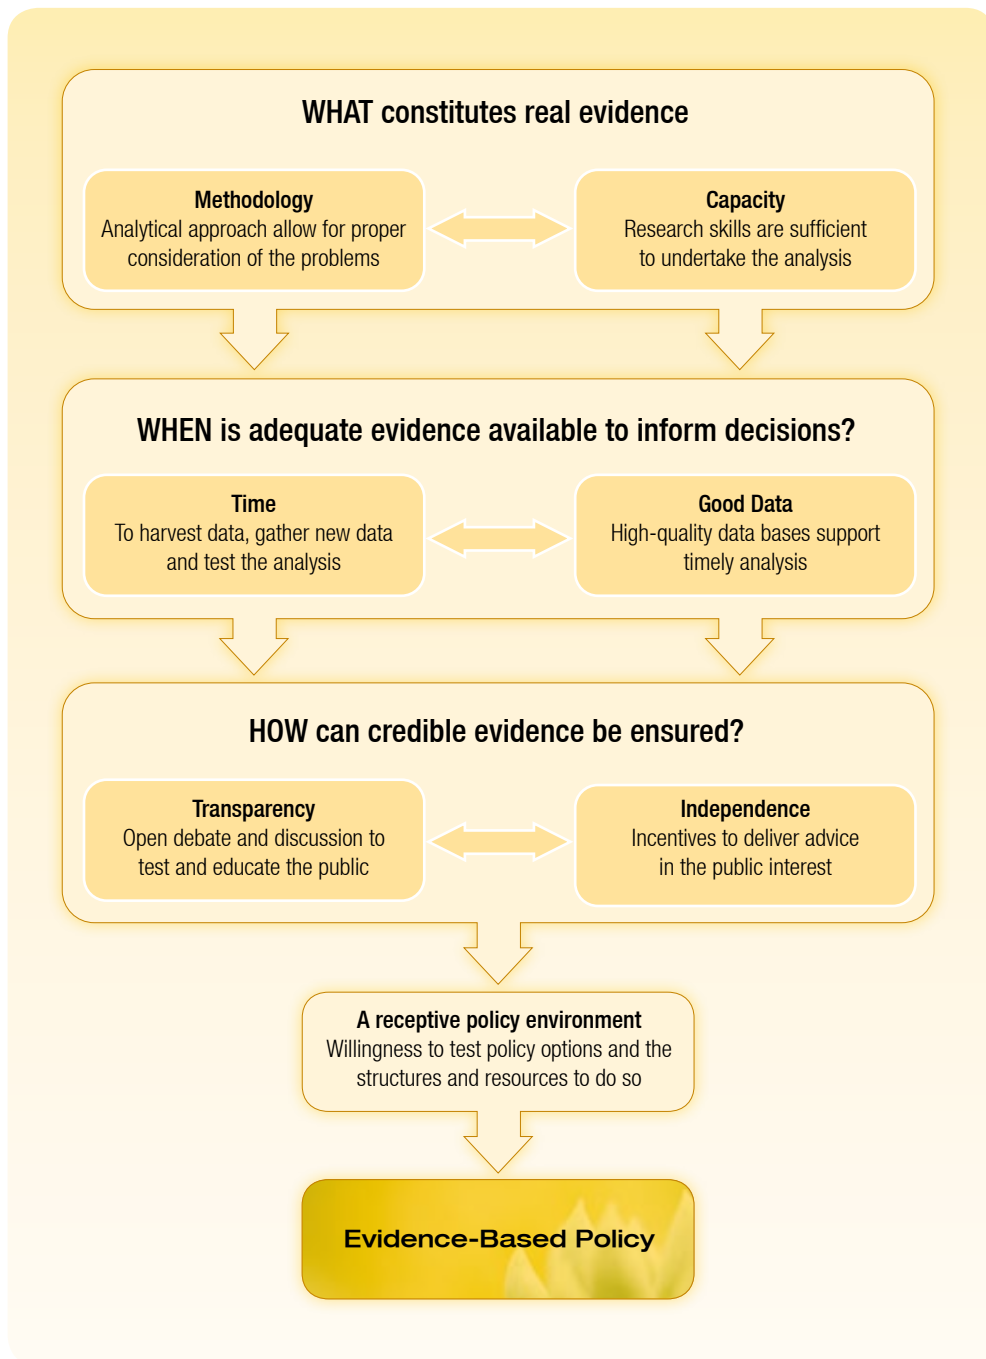 WHAT constitutes real evidence
Methodology
Analytical approach allow for proper
consideration of the problems
Capacity
Research skills are sufficient
to undertake the analysis
WHEN is adequate evidence available to inform decisions?
Time
To harvest data, gather new data
and test the analysis
Good Data
High-quality data bases support
timely analysis
HOW can credible evidence be ensured?
Transparency
Open debate and discussion to
test and educate the public
Independence
Incentives to deliver advice
in the public interest
A receptive policy environment
Willingness to test policy options and the
structures and resources to do so
Evidence-Based Policy